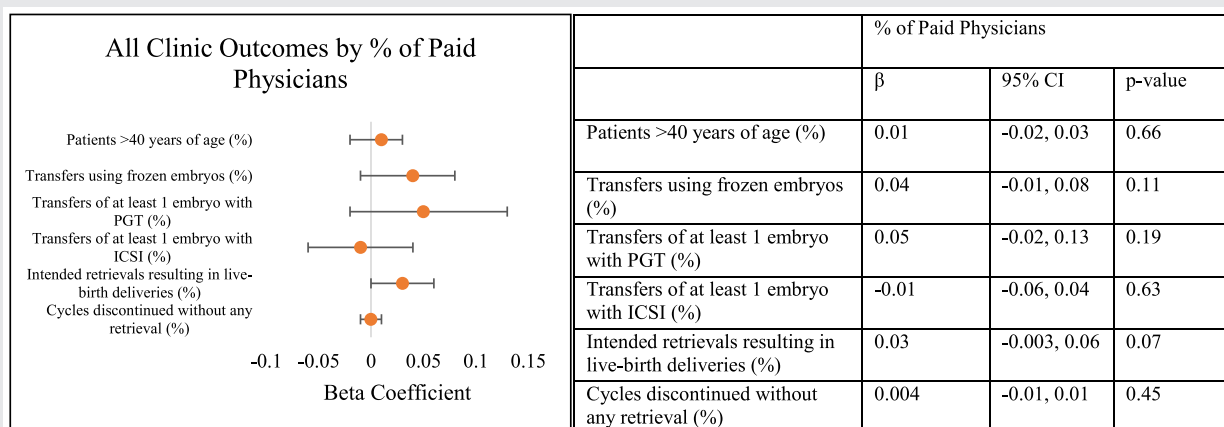 All Clinic Outcomes by % of Paid
Physicians
Patients >40 years of age (%)
Transfers using frozen embryos (%)
Transfers of at least 1 embryo with
PGT (%)
Transfers of at least 1 embryo with
ICSI (%)
Intended retrievals resulting in live-
birth deliveries (%)
Cycles discontinued without any
retrieval (%)
-0.1 -0.05 0 0.05 0.1 0.15
Beta Coefficient
% of Paid Physicians
β 95% CI p-value
Patients >40 years of age (%) 0.01 -0.02, 0.03 0.66
Transfers using frozen embryos 0.04 -0.01, 0.08 0.11
(%)
Transfers of at least 1 embryo 0.05 -0.02, 0.13 0.19
with PGT (%)
Transfers of at least 1 embryo -0.01 -0.06, 0.04 0.63
with ICSI (%)
Intended retrievals resulting in 0.03 -0.003, 0.06 0.07
live-birth deliveries (%)
Cycles discontinued without 0.004 -0.01, 0.01 0.45
any retrieval (%)